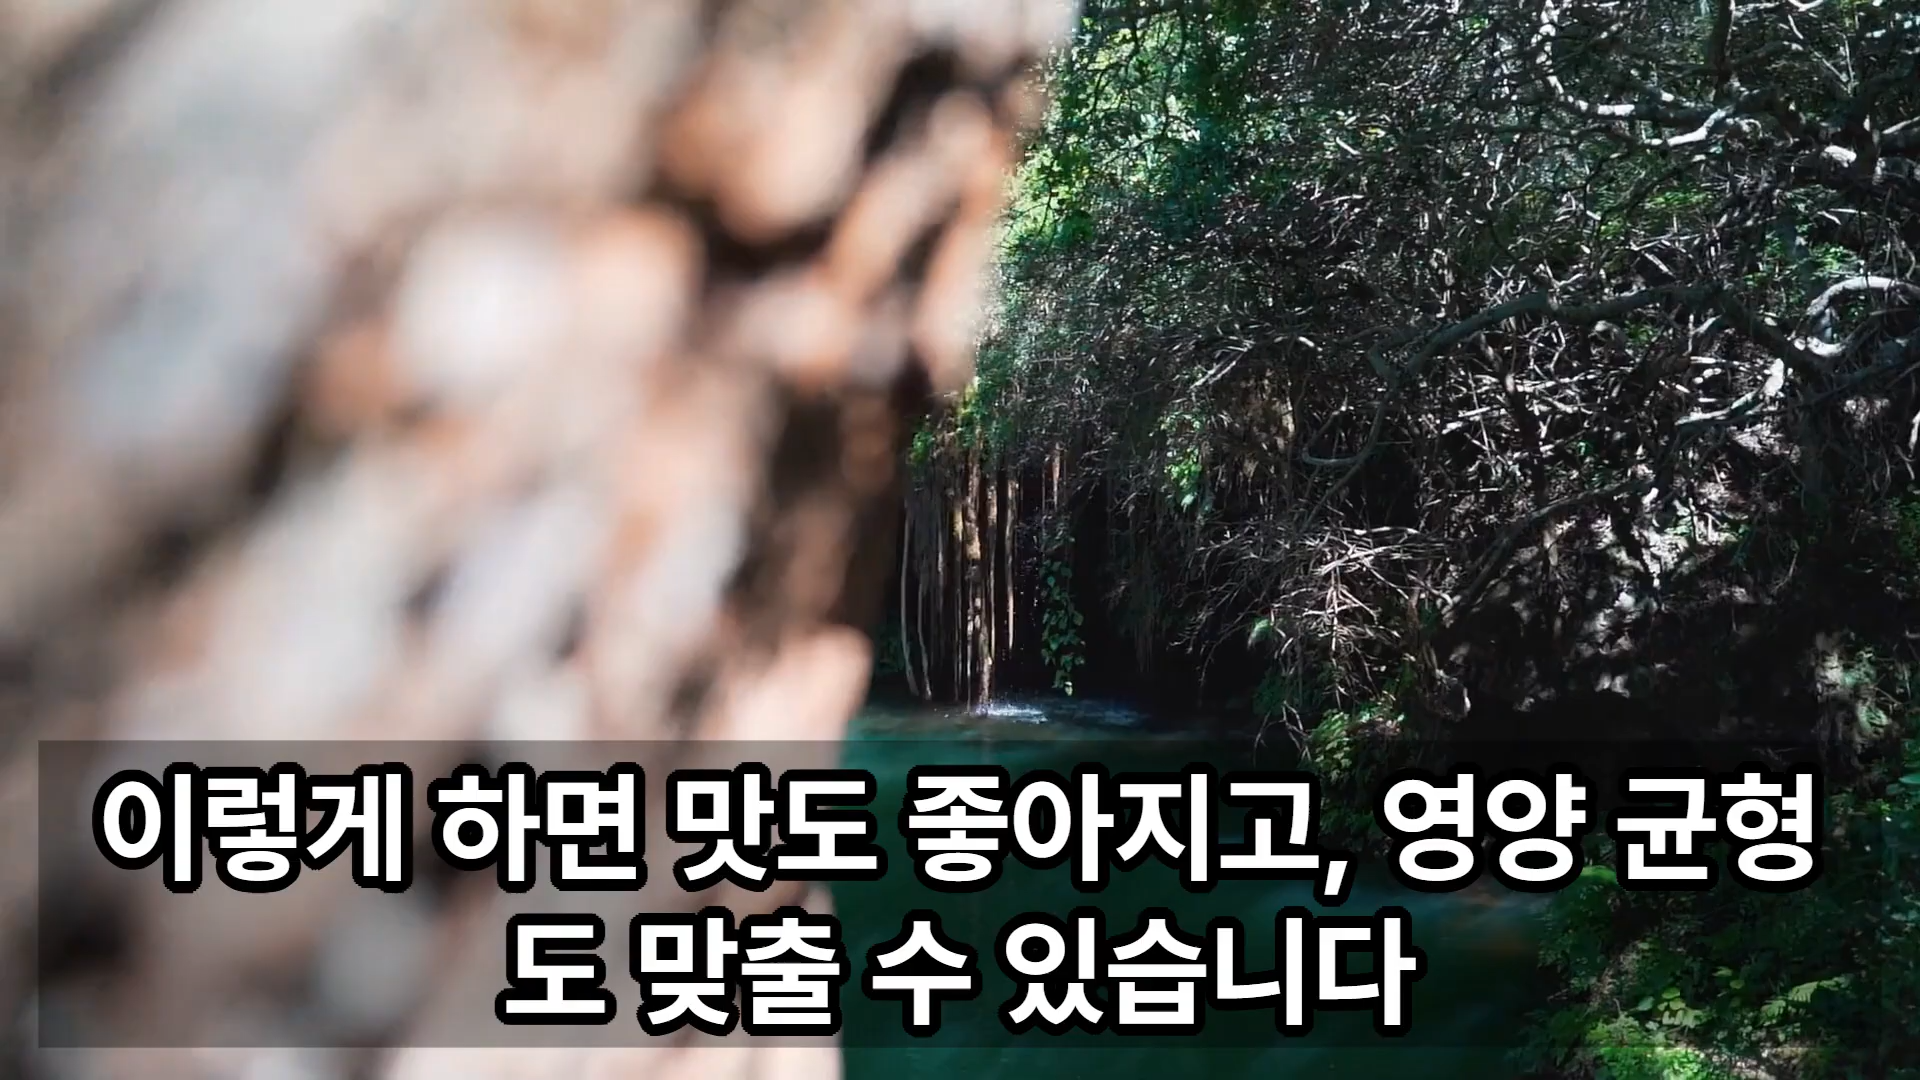 이렇게 하면 맛도 좋아지고, 영양 균형
도 맞출 수 있습니다